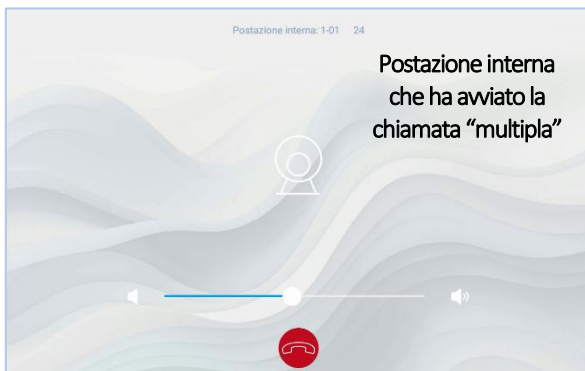 Postazione interna: 1-01 24
Postazione interna
che ha avviato la
chiamata “multipla”